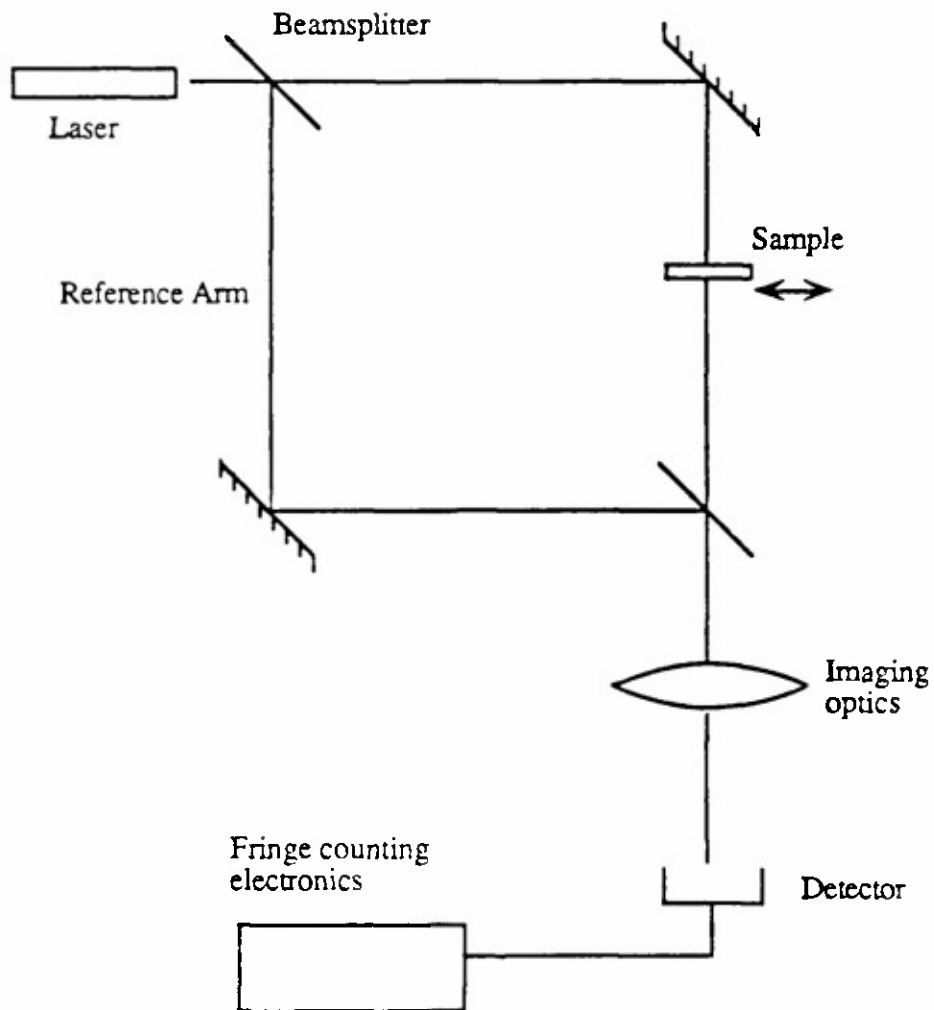 Beamsplitter
Laser
Sample
Reference Arm
Imaging
optics
Fringe counting
electronics
Detector